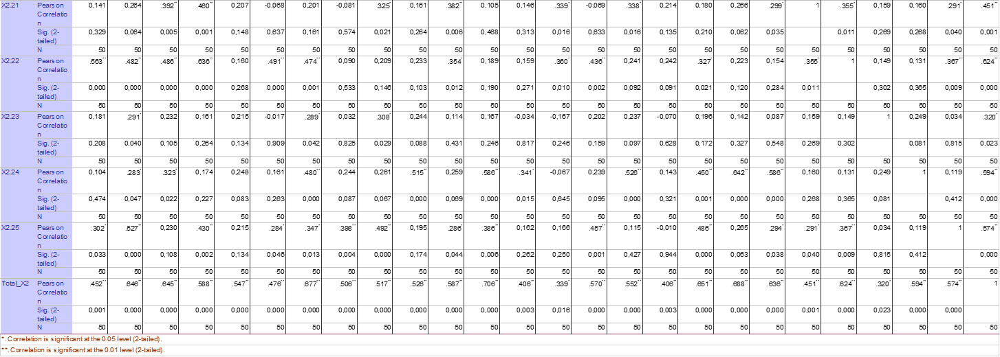 X2.21 Pearson 0,141 0,264 .392** .460** 0,207 -0,068 0,201 -0,081 .325* 0,161 .382** 0,105 0,146 .339* -0,069 .338* 0,214 0,180 0,266 .299* 1 .355* 0,159 0,160 .291* .451**
Correlatio
n
Sig. (2- 0,329 0,064 0,005 0,001 0,148 0,637 0,161 0,574 0,021 0,264 0,006 0,468 0,313 0,016 0,633 0,016 0,135 0,210 0,062 0,035 0,011 0,269 0,268 0,040 0,001
tailed)
N 50 50 50 50 50 50 50 50 50 50 50 50 50 50 50 50 50 50 50 50 50 50 50 50 50 50
X2.22 Pearson .563** .482** .486** .636** 0,160 .491** .474** 0,090 0,209 0,233 .354* 0,189 0,159 .360* .436** 0,241 0,242 .327* 0,223 0,154 .355* 1 0,149 0,131 .367** .624**
Correlatio
n
Sig. (2- 0,000 0,000 0,000 0,000 0,268 0,000 0,001 0,533 0,146 0,103 0,012 0,190 0,271 0,010 0,002 0,092 0,091 0,021 0,120 0,284 0,011 0,302 0,365 0,009 0,000
tailed)
N 50 50 50 50 50 50 50 50 50 50 50 50 50 50 50 50 50 50 50 50 50 50 50 50 50 50
X2.23 Pearson 0,181 .291* 0,232 0,161 0,215 -0,017 .289* 0,032 .308* 0,244 0,114 0,167 -0,034 -0,167 0,202 0,237 -0,070 0,196 0,142 0,087 0,159 0,149 1 0,249 0,034 .320*
Correlatio
n
Sig. (2- 0,208 0,040 0,105 0,264 0,134 0,909 0,042 0,825 0,029 0,088 0,431 0,246 0,817 0,246 0,159 0,097 0,628 0,172 0,327 0,548 0,269 0,302 0,081 0,815 0,023
tailed)
N 50 50 50 50 50 50 50 50 50 50 50 50 50 50 50 50 50 50 50 50 50 50 50 50 50 50
X2.24 Pearson 0,104 .283* .323* 0,174 0,248 0,161 .480** 0,244 0,261 .515** 0,259 .586** .341* -0,067 0,239 .526** 0,143 .450** .642** .586** 0,160 0,131 0,249 1 0,119 .594**
Correlatio
n
Sig. (2- 0,474 0,047 0,022 0,227 0,083 0,263 0,000 0,087 0,067 0,000 0,069 0,000 0,015 0,645 0,095 0,000 0,321 0,001 0,000 0,000 0,268 0,365 0,081 0,412 0,000
tailed)
N 50 50 50 50 50 50 50 50 50 50 50 50 50 50 50 50 50 50 50 50 50 50 50 50 50 50
X2.25 Pearson .302* .527** 0,230 .430** 0,215 .284* .347* .398** .492** 0,195 .286* .386** 0,162 0,166 .457** 0,115 -0,010 .486** 0,265 .294* .291* .367** 0,034 0,119 1 .574**
Correlatio
n
Sig. (2- 0,033 0,000 0,108 0,002 0,134 0,046 0,013 0,004 0,000 0,174 0,044 0,006 0,262 0,250 0,001 0,427 0,944 0,000 0,063 0,038 0,040 0,009 0,815 0,412 0,000
tailed)
N 50 50 50 50 50 50 50 50 50 50 50 50 50 50 50 50 50 50 50 50 50 50 50 50 50 50
Total_X2 Pearson .452** .646** .645** .588** .547** .476** .677** .506** .517** .526** .587** .706** .406** .339* .570** .552** .406** .651** .688** .636** .451** .624** .320* .594** .574** 1
Correlatio
n
Sig. (2- 0,001 0,000 0,000 0,000 0,000 0,000 0,000 0,000 0,000 0,000 0,000 0,000 0,003 0,016 0,000 0,000 0,003 0,000 0,000 0,000 0,001 0,000 0,023 0,000 0,000
tailed)
N 50 50 50 50 50 50 50 50 50 50 50 50 50 50 50 50 50 50 50 50 50 50 50 50 50 50
*. Correlation is significant at the 0.05 level (2-tailed).
**. Correlation is significant at the 0.01 level (2-tailed).